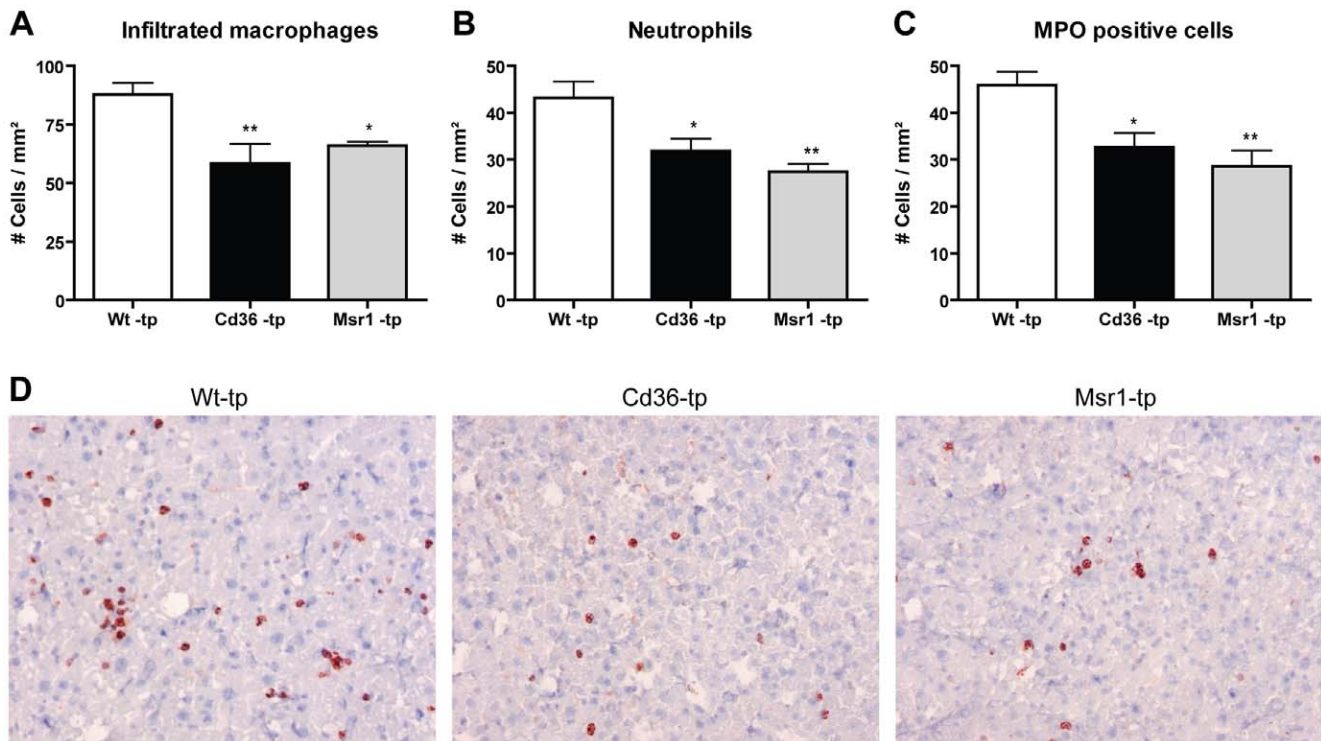 A
Infiltrated macrophages
# Cells / mm²
100
75
50
25
0
**
*
Wt -tp
Cd36 -tp
Msr1 -tp
B
Neutrophils
# Cells / mm²
50
40
30
20
10
0
*
**
Wt -tp
Cd36 -tp
Msr1 -tp
C
MPO positive cells
# Cells / mm²
50
40
30
20
10
0
*
**
Wt -tp
Cd36 -tp
Msr1 -tp
D
Wt-tp
Cd36-tp
Msr1-tp